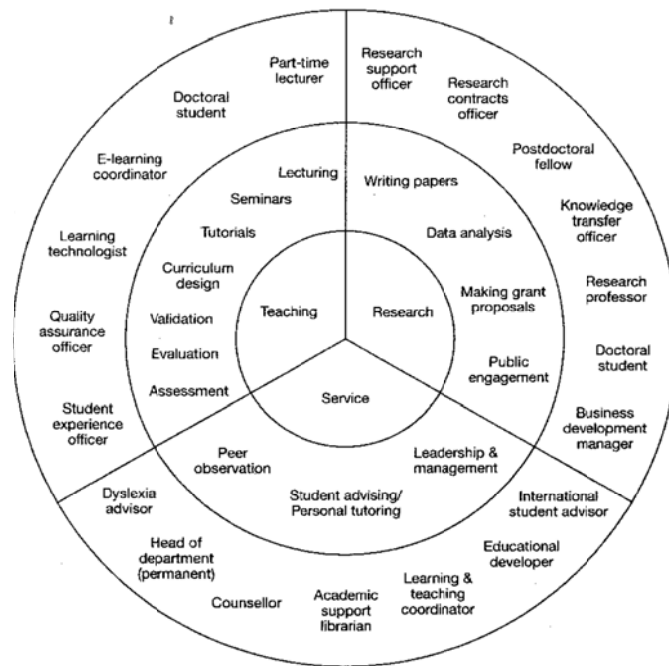 Part-time
lecturer
Doctoral
student
E-learning
coordinator
Learning
technologist
Quality
assurance
officer
Student
experience
officer
Research
support
officer
Research
contracts
officer
Postdoctoral
fellow
Knowledge
transfer
officer
Research
professor
Doctoral
student
Business
development
manager
Lecturing
Seminars
Tutorials
Curriculum
design
Validation
Evaluation
Assessment
Writing papers
Data analysis
Making grant
proposals
Public
engagement
Teaching
Research
Service
Peer
observation
Leadership &
management
Student advising/
Personal tutoring
Dyslexia
advisor
Head of
department
(permanent)
Counsellor
Academic
support
librarian
Learning &
teaching
coordinator
Educational
developer
International
student advisor